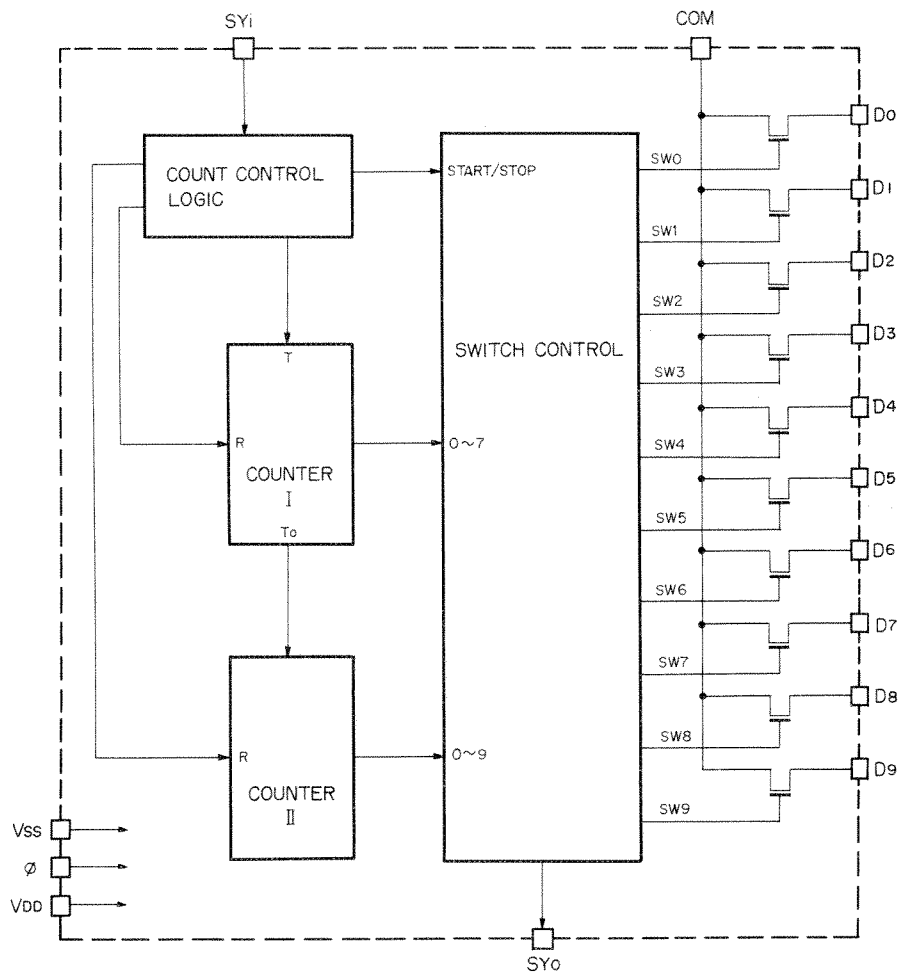 SYi
COM
COUNT CONTROL
LOGIC
START/STOP
SWITCH CONTROL
T
R
COUNTER
I
To
0~7
R
COUNTER
II
0~9
SW0
SW1
SW2
SW3
SW4
SW5
SW6
SW7
SW8
SW9
D0
D1
D2
D3
D4
D5
D6
D7
D8
D9
VSS
ø
VDD
SYo